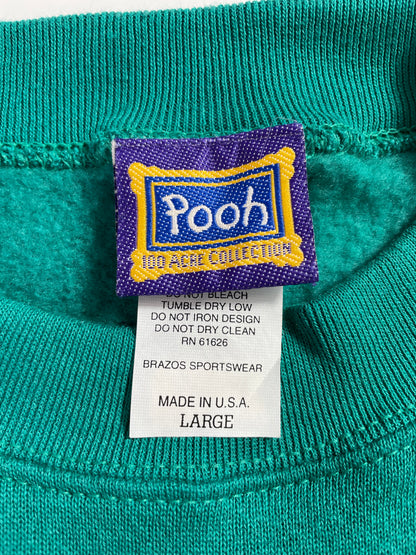 Pooh
100 ACRE COLLECTION
DO NOT BLEACH
TUMBLE DRY LOW
DO NOT IRON DESIGN
DO NOT DRY CLEAN
RN 61626
BRAZOS SPORTSWEAR
MADE IN U.S.A.
LARGE